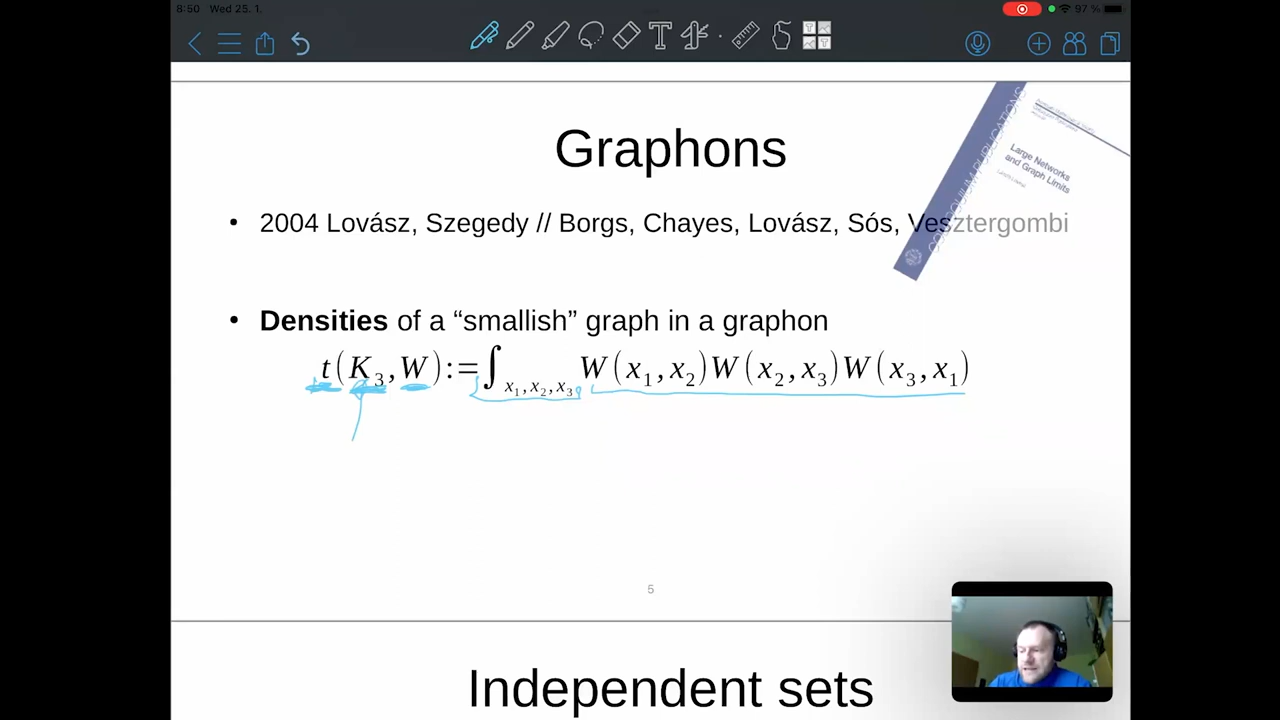 8:50 Wed 25. 1.
97 %
Graphons
Large Networks
and Graph Limits
COLLOQUIUM PUBLICATIONS
• 2004 Lovász, Szegedy // Borgs, Chayes, Lovász, Sós, Vesztergombi
• Densities of a “smallish” graph in a graphon
t(K₃,W):=∫x₁,x₂,x₃ W(x₁,x₂)W(x₂,x₃)W(x₃,x₁)
5
Independent sets